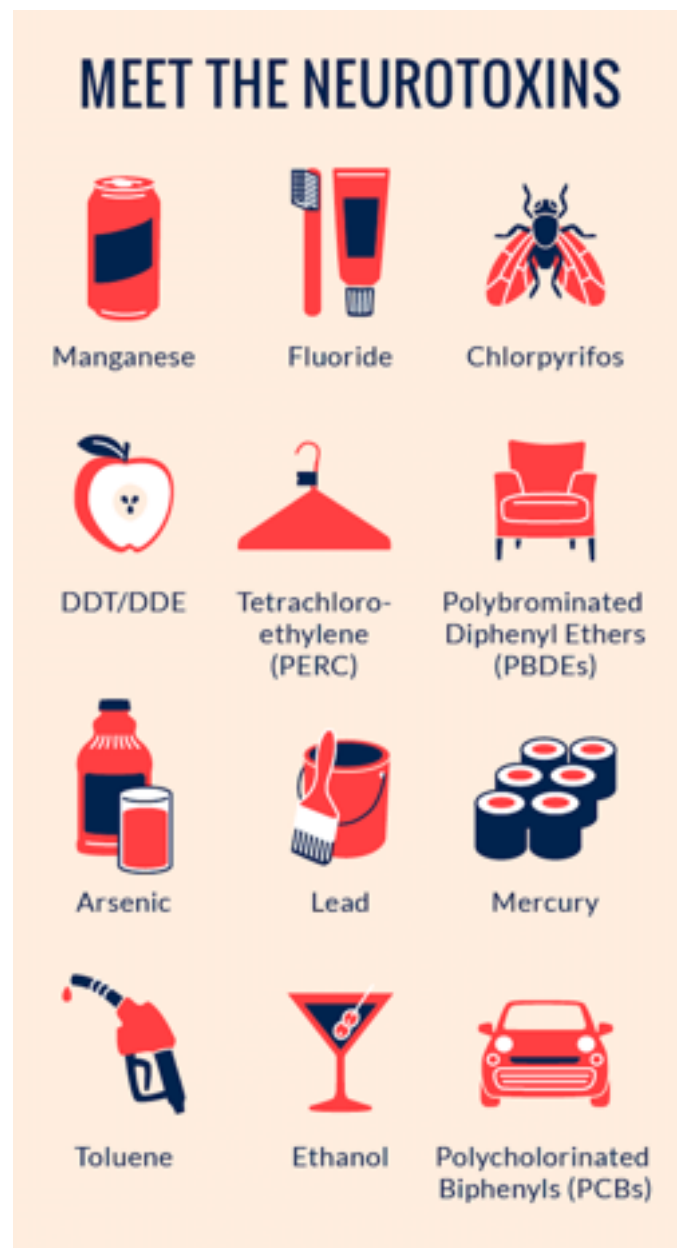 MEET THE NEUROTOXINS
Manganese
Fluoride
Chlorpyrifos
DDT/DDE
Tetrachloro-
ethylene
(PERC)
Polybrominated
Diphenyl Ethers
(PBDEs)
Arsenic
Lead
Mercury
Toluene
Ethanol
Polycholorinated
Biphenyls (PCBs)